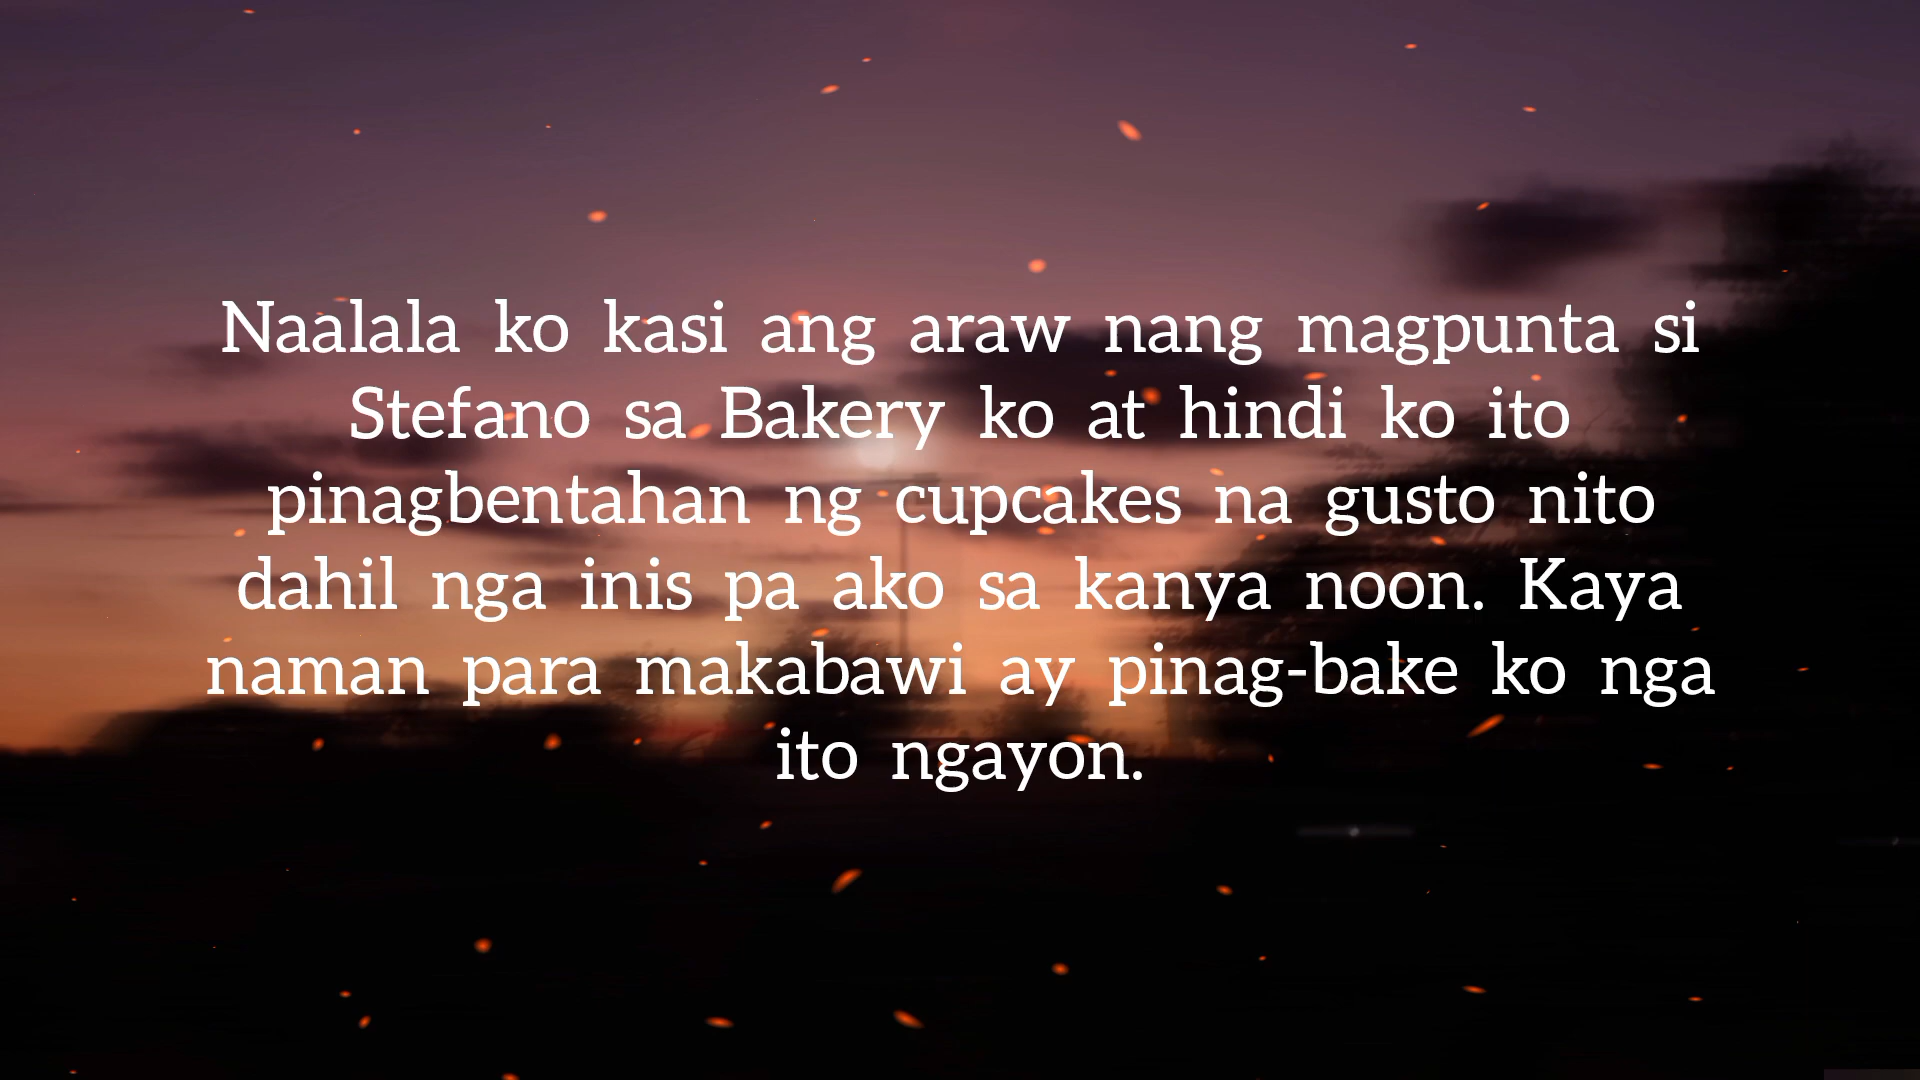 Naalala ko kasi ang araw nang magpunta si
Stefano sa Bakery ko at hindi ko ito
pinagbentahan ng cupcakes na gusto nito
dahil nga inis pa ako sa kanya noon. Kaya
naman para makabawi ay pinag-bake ko nga
ito ngayon.